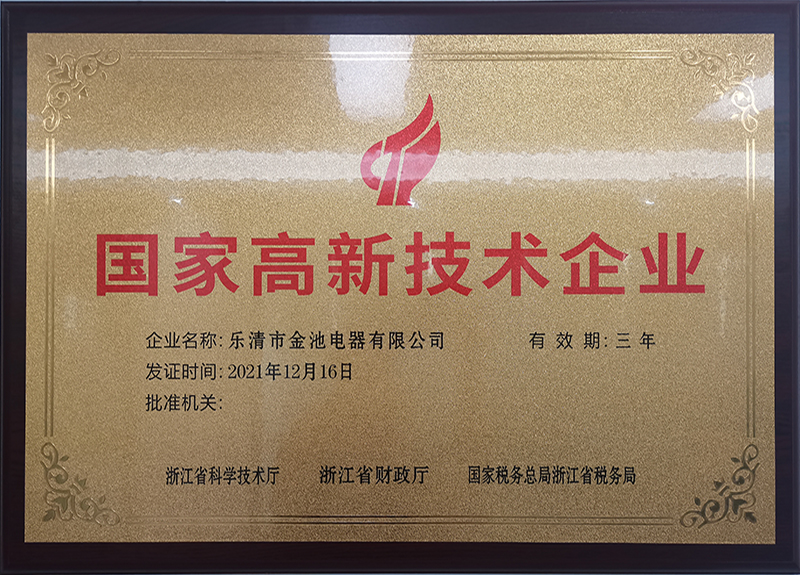 国家高新技术企业
企业名称: 乐清市金池电器有限公司 有效期: 三年
发证时间: 2021年12月16日
批准机关:
浙江省科学技术厅 浙江省财政厅 国家税务总局浙江省税务局